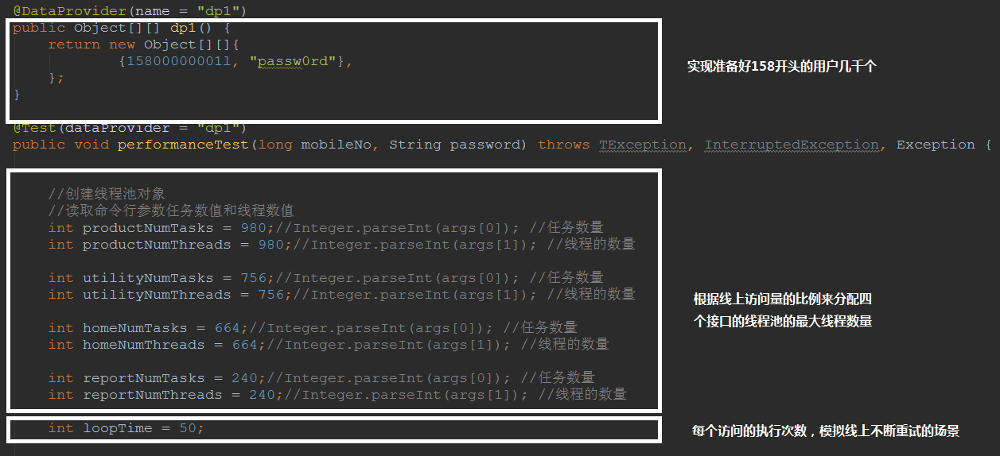 @DataProvider(name = "dp1")
public Object[][] dp1() {
return new Object[][]{
{15800000001l, "passw0rd"},
};
}
实现准备好158开头的用户几千个
@Test(dataProvider = "dp1")
public void performanceTest(long mobileNo, String password) throws TException, InterruptedException, Exception {
//创建线程池对象
//读取命令行参数任务数值和线程数值
int productNumTasks = 980;//Integer.parseInt(args[0]); //任务数量
int productNumThreads = 980;//Integer.parseInt(args[1]); //线程的数量
int utilityNumTasks = 756;//Integer.parseInt(args[0]); //任务数量
int utilityNumThreads = 756;//Integer.parseInt(args[1]); //线程的数量
int homeNumTasks = 664;//Integer.parseInt(args[0]); //任务数量
int homeNumThreads = 664;//Integer.parseInt(args[1]); //线程的数量
int reportNumTasks = 240;//Integer.parseInt(args[0]); //任务数量
int reportNumThreads = 240;//Integer.parseInt(args[1]); //线程的数量
根据线上访问量的比例来分配四
个接口的线程池的最大线程数量
int loopTime = 50;
每个访问的执行次数，模拟线上不断重试的场景